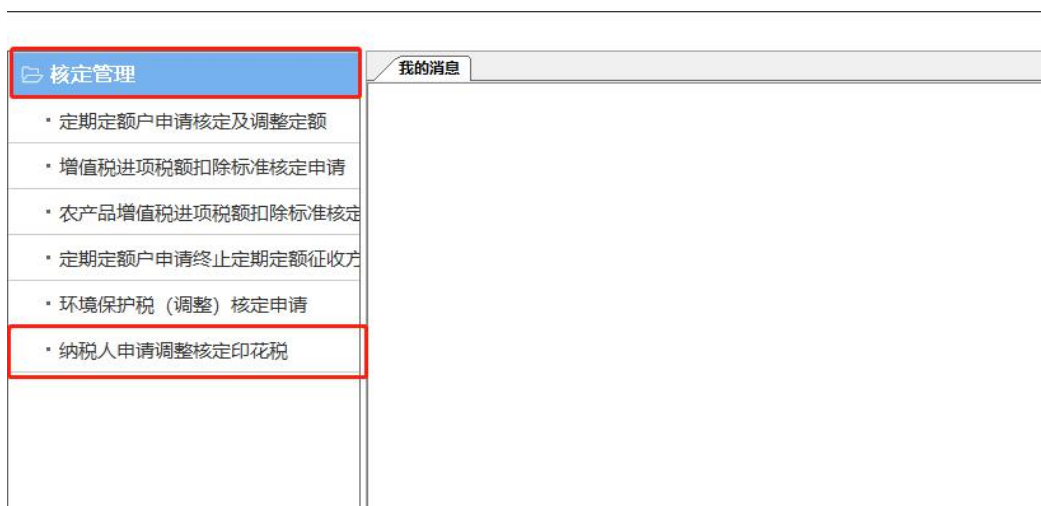 核定管理
我的消息
定期定额户申请核定及调整定额
增值税进项税额扣除标准核定申请
农产品增值税进项税额扣除标准核定
定期定额户申请终止定期定额征收方
环境保护税（调整）核定申请
纳税人申请调整核定印花税